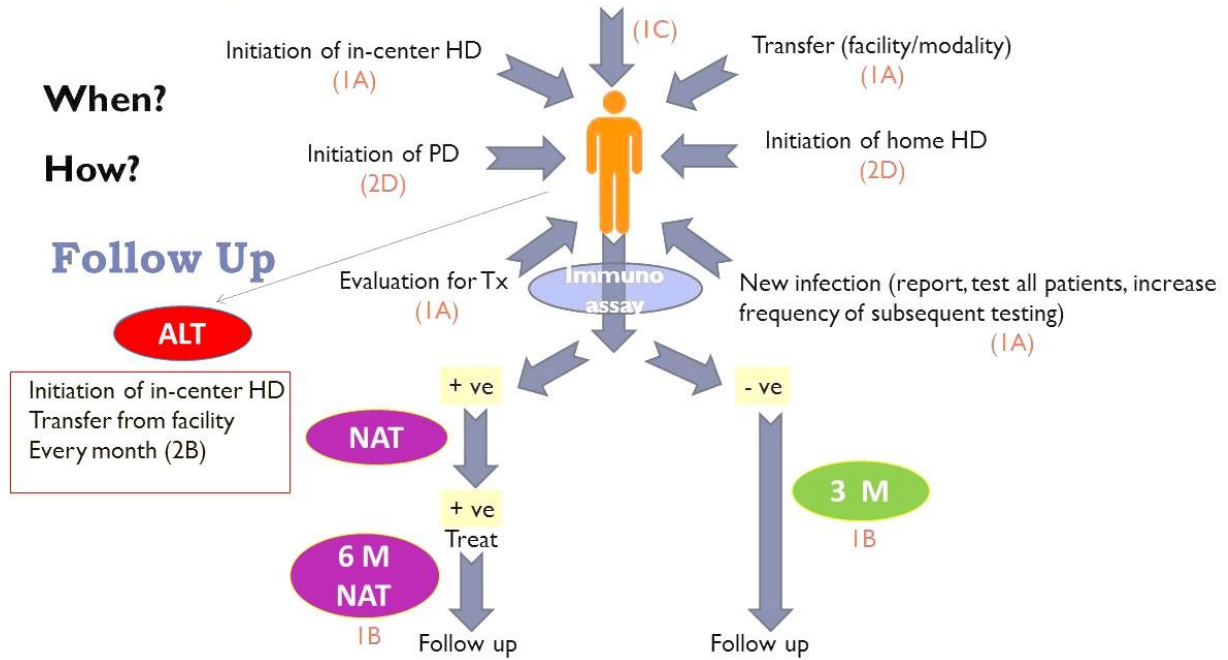 (1C)
Initiation of in-center HD
(1A)
Transfer (facility/modality)
(1A)
When?
How?
Initiation of PD
(2D)
Initiation of home HD
(2D)
Follow Up
Evaluation for Tx
(1A)
Immuno
assay
New infection (report, test all patients, increase
frequency of subsequent testing)
(1A)
ALT
Initiation of in-center HD
Transfer from facility
Every month (2B)
+ ve
- ve
NAT
3 M
1B
+ ve
Treat
6 M
NAT
1B
Follow up
Follow up